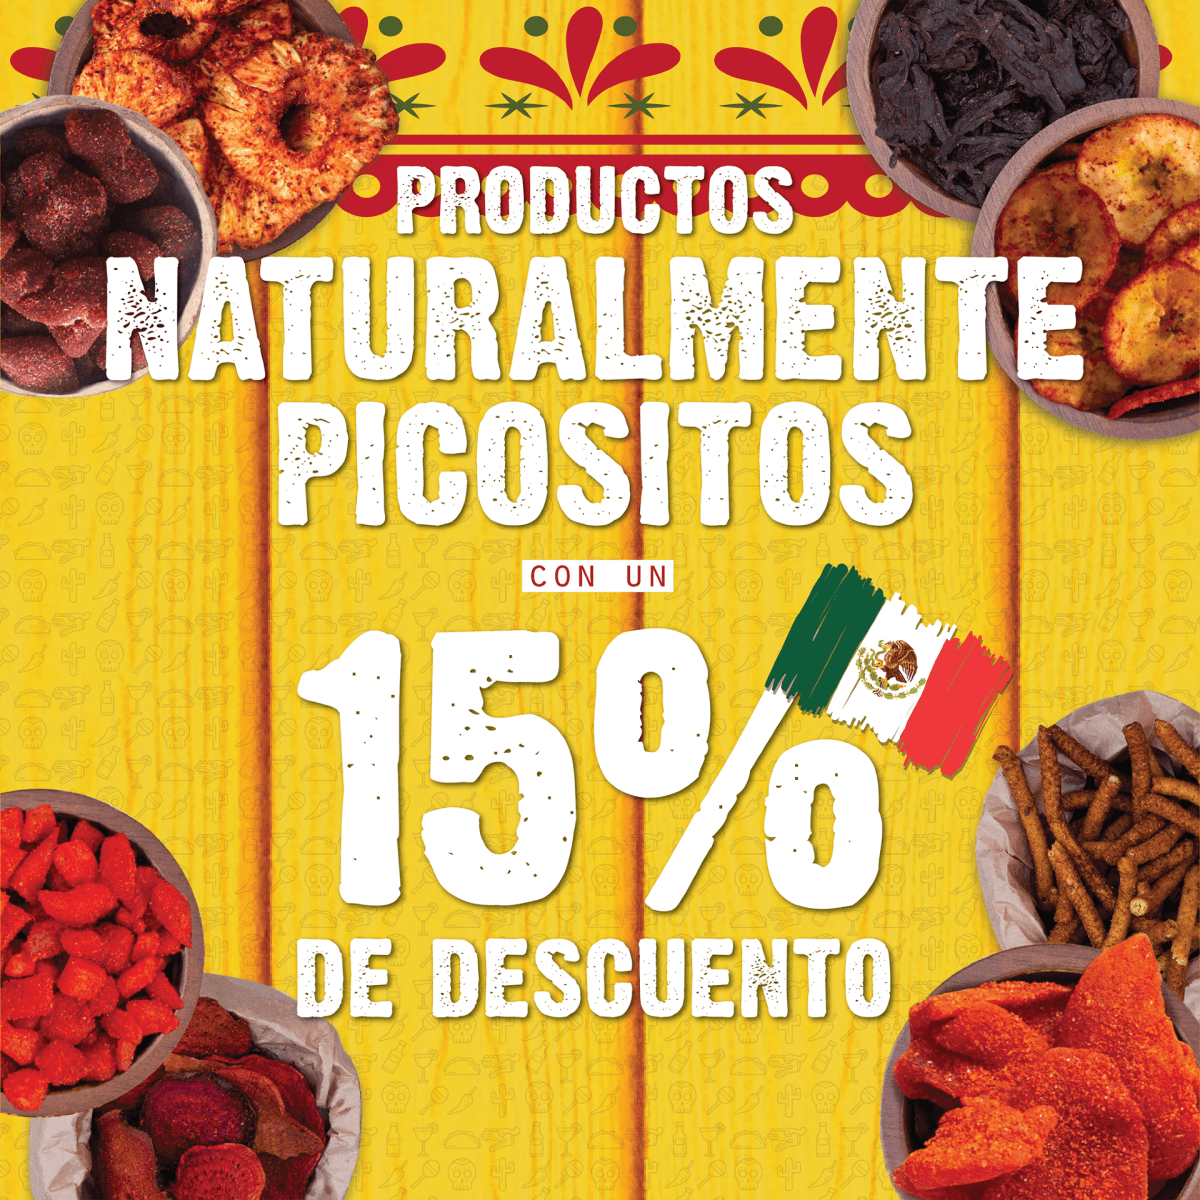 PRODUCTOS
NATURALMENTE
PICOSITOS
CON UN
15%
DE DESCUENTO